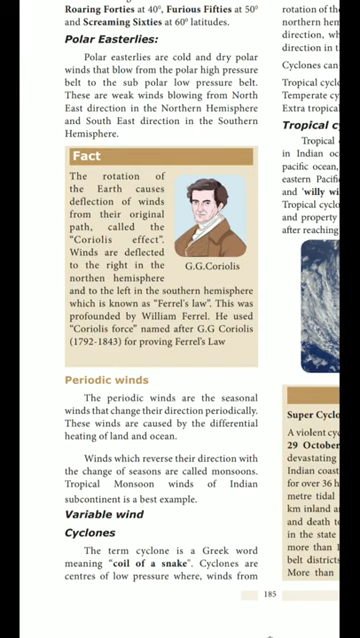 Roaring Forties at 40⁰, Furious Fifties at 50⁰
and Screaming Sixties at 60⁰ latitudes.
Polar Easterlies:
Polar easterlies are cold and dry polar
winds that blow from the polar high pressure
belt to the sub polar low pressure belt.
These are weak winds blowing from North
East direction in the Northern Hemisphere
and South East direction in the Southern
Hemisphere.
Fact
The rotation of
the Earth causes
deflection of winds
from their original
path, called the
"Coriolis effect".
Winds are deflected
to the right in the
northen hemisphere
and to the left in the southern hemisphere
which is known as "Ferrel's law". This was
profounded by William Ferrel. He used
"Coriolis force" named after G.G Coriolis
(1792-1843) for proving Ferrel's Law
G.G.Coriolis
Periodic winds
The periodic winds are the seasonal
winds that change their direction periodically.
These winds are caused by the differential
heating of land and ocean.
Winds which reverse their direction with
the change of seasons are called monsoons.
Tropical Monsoon winds of Indian
subcontinent is a best example.
Variable wind
Cyclones
The term cyclone is a Greek word
meaning "coil of a snake". Cyclones are
centres of low pressure where, winds from
rotation of the
northern hem
direction, wh
direction in t
Cyclones can
Tropical cyclo
Temperate cy
Extra tropical
Tropical c
Tropical
in Indian oc
pacific ocean,
eastern Pacifi
and 'willy wi
Tropical cyclo
and property
after reaching
Super Cyclo
A violent cyc
29 October
devastating
Indian coast
for over 36 h
metre tidal
km inland a
and death to
in the state
more than 1
belt districts
More than
185